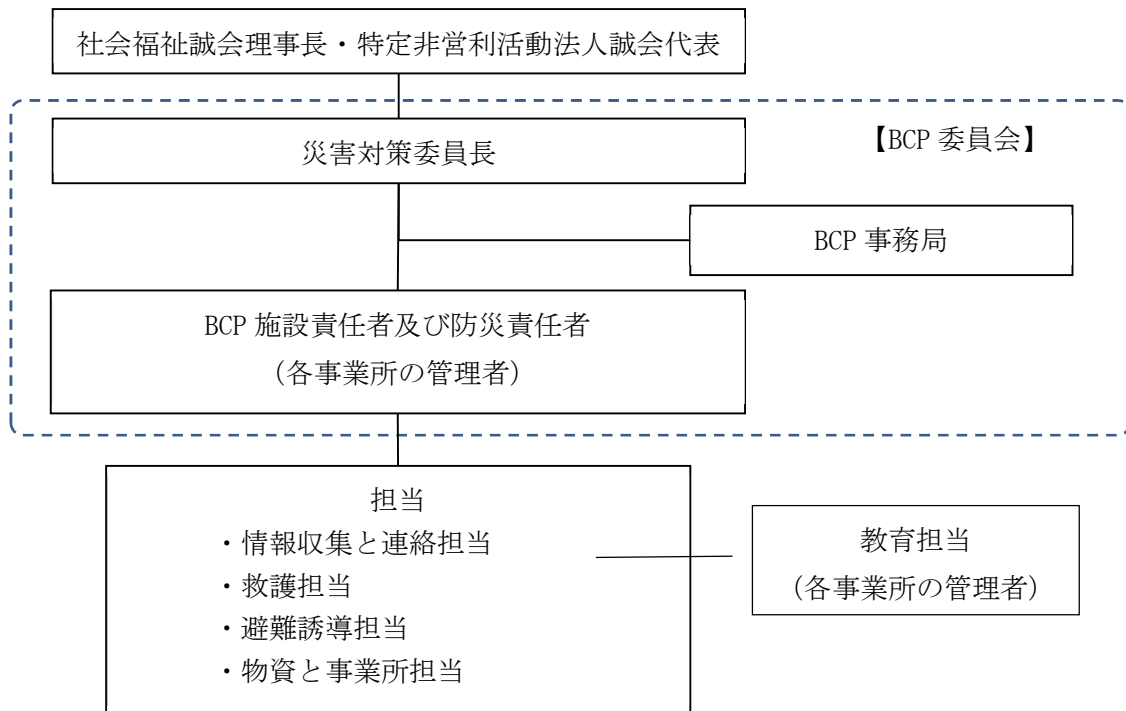 社会福祉誠会理事長・特定非営利活動法人誠会代表
災害対策委員長
【BCP 委員会】
BCP 事務局
BCP 施設責任者及び防災責任者
（各事業所の管理者）
担当
・情報収集と連絡担当
・救護担当
・避難誘導担当
・物資と事業所担当
教育担当
（各事業所の管理者）